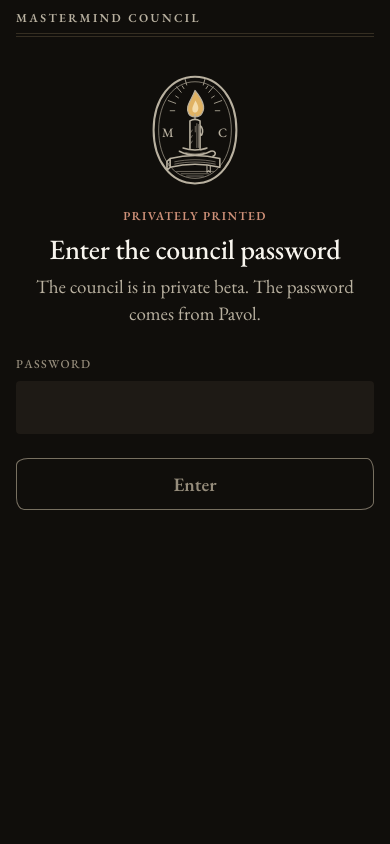 MASTERMIND COUNCIL
M C
PRIVATELY PRINTED
Enter the council password
The council is in private beta. The password
comes from Pavol.
PASSWORD
Enter